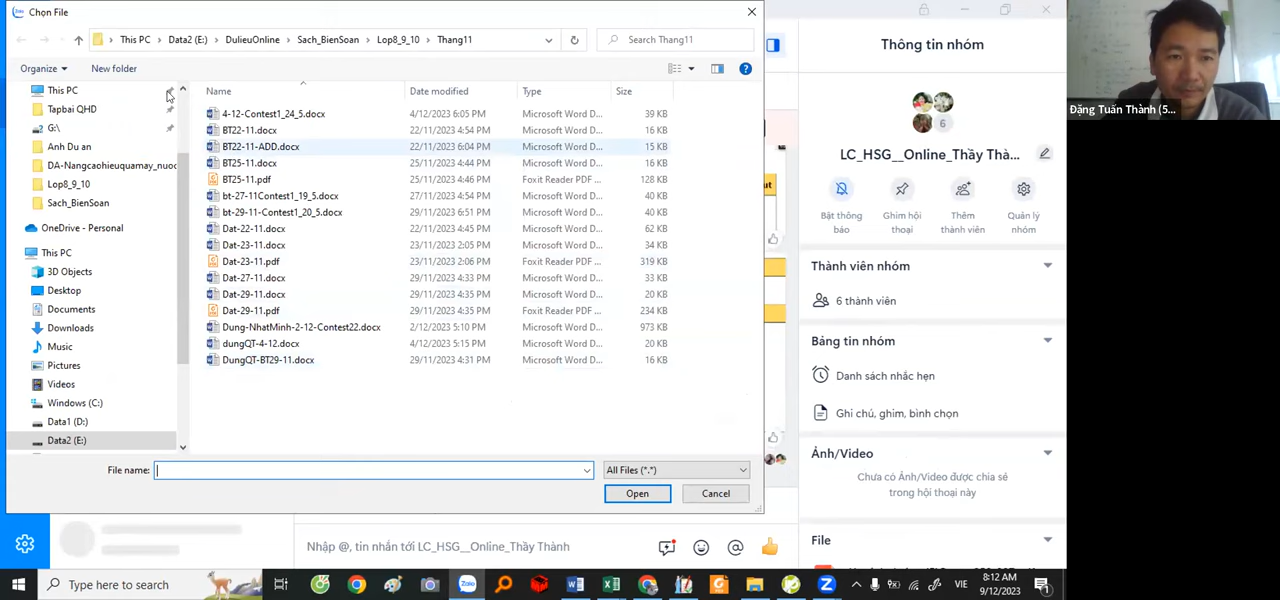 Zalo Chọn File
This PC > Data2 (E:) > DulieuOnline > Sach_BienSoan > Lop8_9_10 > Thang11
Search Thang11
Organize
New folder
This PC
Tapbai QHD
G:\
Anh Du an
DA-Nangcaohieuquamay_nuoc
Lop8_9_10
Sach_BienSoan
OneDrive - Personal
This PC
3D Objects
Desktop
Documents
Downloads
Music
Pictures
Videos
Windows (C:)
Data1 (D:)
Data2 (E:)
Name Date modified Type Size
4-12-Contest1_24_5.docx 4/12/2023 6:05 PM Microsoft Word D... 39 KB
BT22-11.docx 22/11/2023 4:54 PM Microsoft Word D... 16 KB
BT22-11-ADD.docx 22/11/2023 6:04 PM Microsoft Word D... 15 KB
BT25-11.docx 25/11/2023 4:44 PM Microsoft Word D... 16 KB
BT25-11.pdf 25/11/2023 4:46 PM Foxit Reader PDF ... 128 KB
bt-27-11Contest1_19_5.docx 27/11/2023 4:54 PM Microsoft Word D... 40 KB
bt-29-11-Contest1_20_5.docx 29/11/2023 6:51 PM Microsoft Word D... 40 KB
Dat-22-11.docx 22/11/2023 4:45 PM Microsoft Word D... 62 KB
Dat-23-11.docx 23/11/2023 2:05 PM Microsoft Word D... 34 KB
Dat-23-11.pdf 23/11/2023 2:06 PM Foxit Reader PDF ... 319 KB
Dat-27-11.docx 27/11/2023 4:33 PM Microsoft Word D... 33 KB
Dat-29-11.docx 29/11/2023 4:35 PM Microsoft Word D... 20 KB
Dat-29-11.pdf 29/11/2023 4:35 PM Foxit Reader PDF ... 234 KB
Dung-NhatMinh-2-12-Contest22.docx 2/12/2023 5:10 PM Microsoft Word D... 973 KB
dungQT-4-12.docx 4/12/2023 5:15 PM Microsoft Word D... 20 KB
DungQT-BT29-11.docx 29/11/2023 4:31 PM Microsoft Word D... 16 KB
File name:
All Files (*.*)
Open
Cancel
Nhập @, tin nhắn tới LC_HSG__Online_Thầy Thành
Thông tin nhóm
6
LC_HSG__Online_Thầy Thà...
Bật thông báo
Ghim hội thoại
Thêm thành viên
Quản lý nhóm
Thành viên nhóm
6 thành viên
Bảng tin nhóm
Danh sách nhắc hẹn
Ghi chú, ghim, bình chọn
Ảnh/Video
Chưa có Ảnh/Video được chia sẻ
trong hội thoại này
File
Đặng Tuấn Thành (5...
Type here to search
Zalo
VIE
8:12 AM
9/12/2023